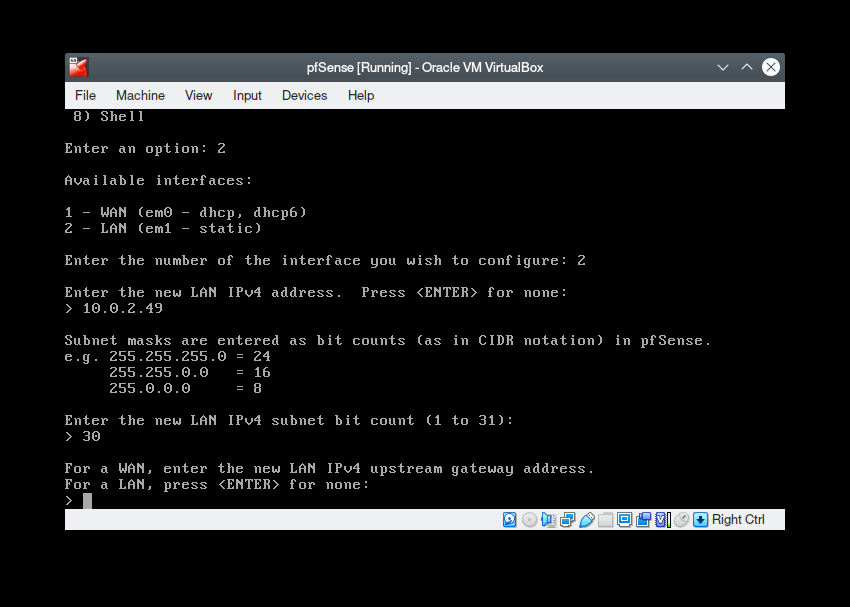 pfSense [Running] - Oracle VM VirtualBox
File Machine View Input Devices Help
8) Shell
Enter an option: 2
Available interfaces:
1 - WAN (em0 - dhcp, dhcp6)
2 - LAN (em1 - static)
Enter the number of the interface you wish to configure: 2
Enter the new LAN IPv4 address.  Press <ENTER> for none:
> 10.0.2.49
Subnet masks are entered as bit counts (as in CIDR notation) in pfSense.
e.g. 255.255.255.0 = 24
     255.255.0.0   = 16
     255.0.0.0     = 8
Enter the new LAN IPv4 subnet bit count (1 to 31):
> 30
For a WAN, enter the new LAN IPv4 upstream gateway address.
For a LAN, press <ENTER> for none:
>
Right Ctrl